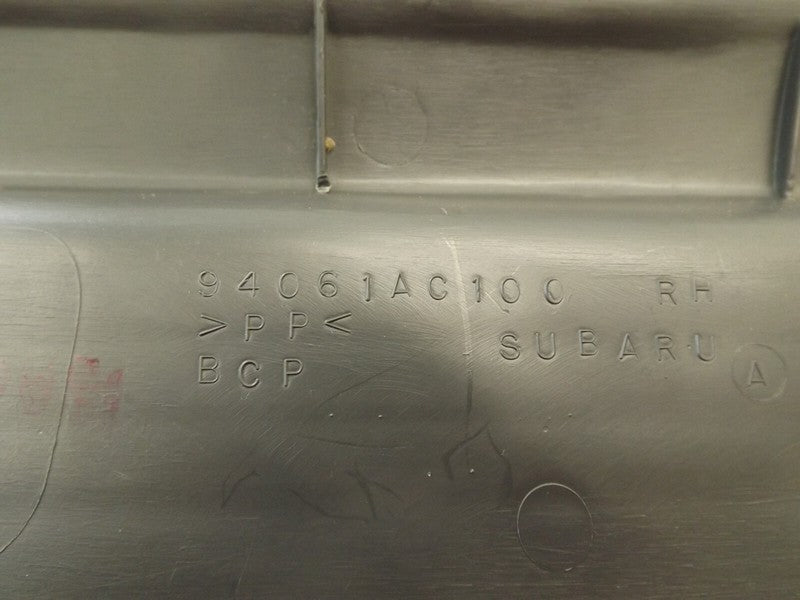 94061AC100 RH
>PP<
SUBARU
BCP
A